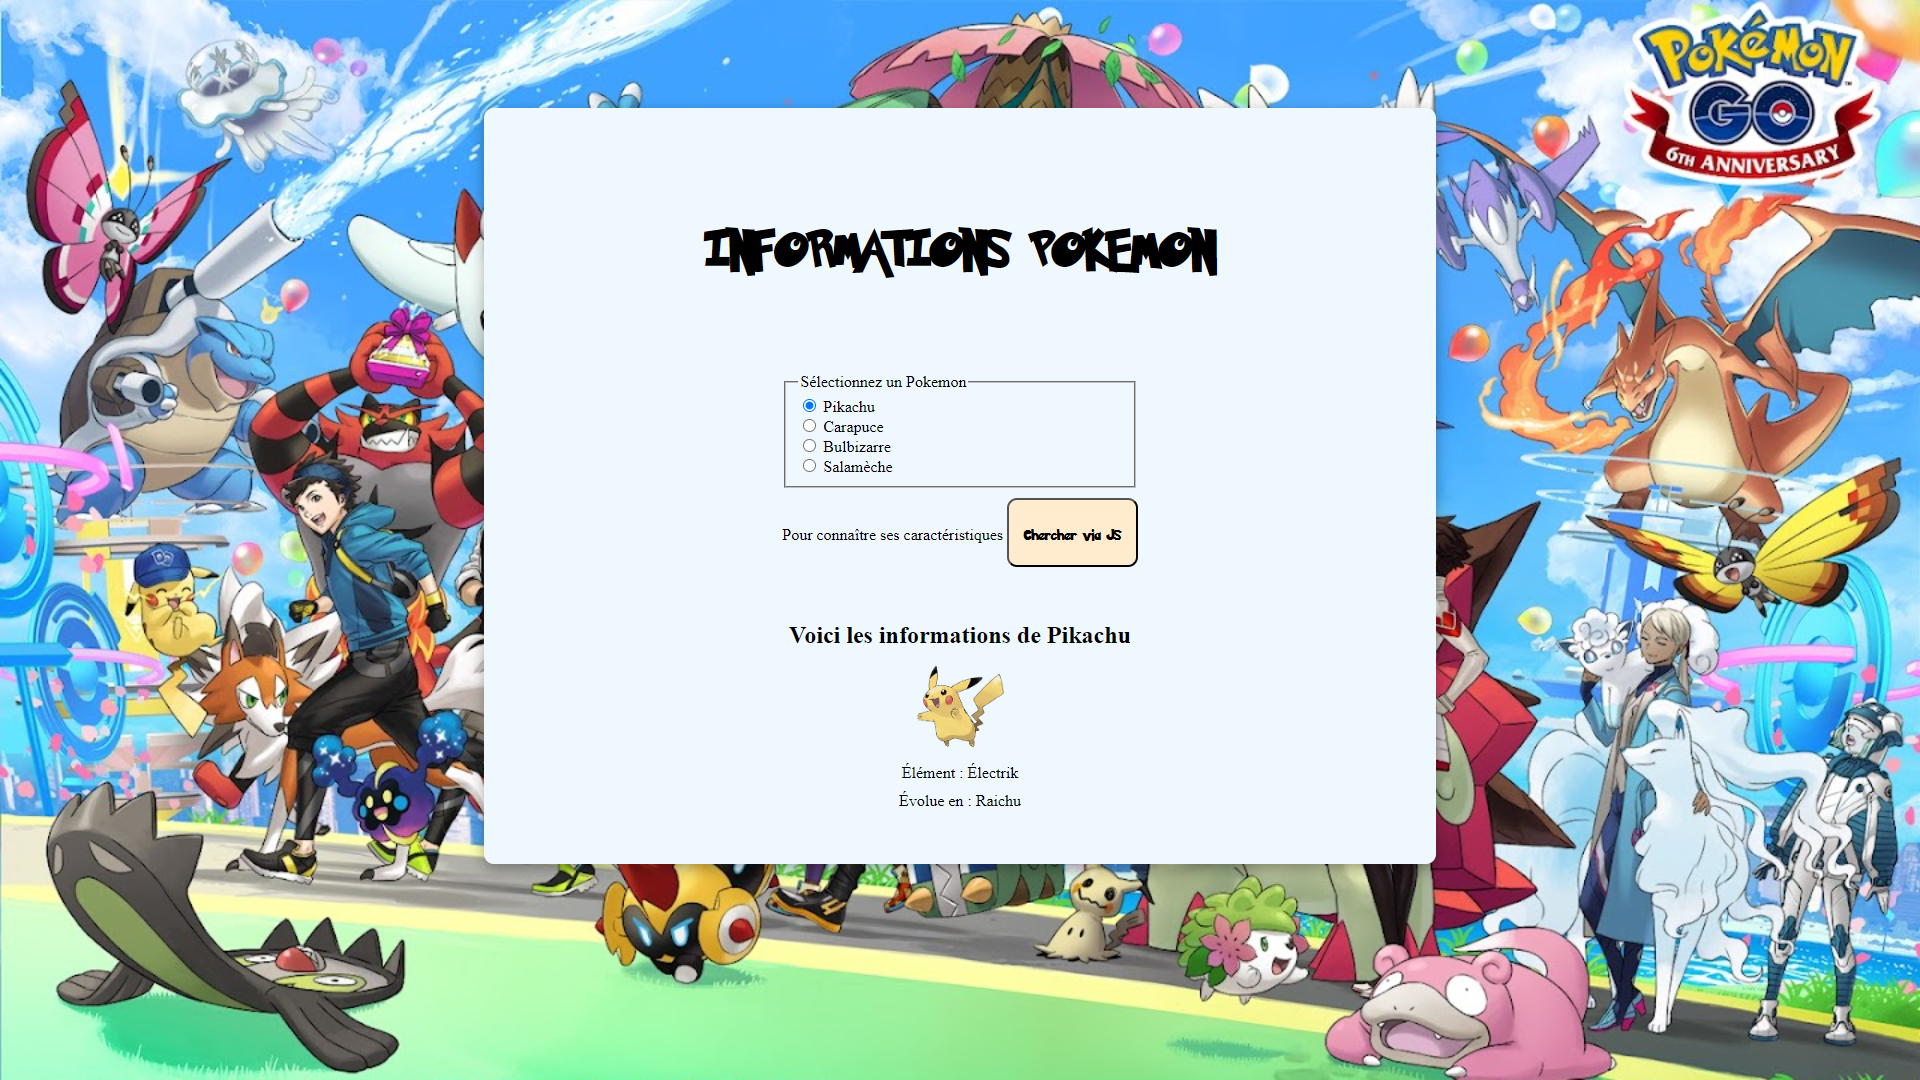 POKéMON
GO
6TH ANNIVERSARY
INFORMATIONS POKEMON
Sélectionnez un Pokemon
Pikachu
Carapuce
Bulbizarre
Salamèche
Pour connaître ses caractéristiques Chercher via JS
Voici les informations de Pikachu
Élément : Électrik
Évolue en : Raichu